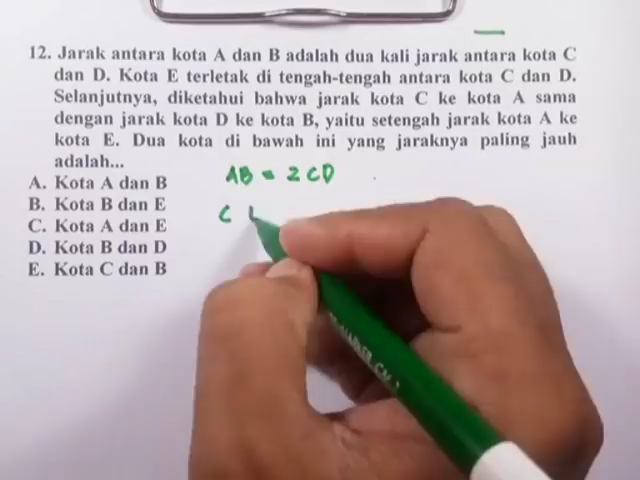 12. Jarak antara kota A dan B adalah dua kali jarak antara kota C
dan D. Kota E terletak di tengah-tengah antara kota C dan D.
Selanjutnya, diketahui bahwa jarak kota C ke kota A sama
dengan jarak kota D ke kota B, yaitu setengah jarak kota A ke
kota E. Dua kota di bawah ini yang jaraknya paling jauh
adalah...
AB = 2 CD
A. Kota A dan B
B. Kota B dan E
C
C. Kota A dan E
D. Kota B dan D
E. Kota C dan B